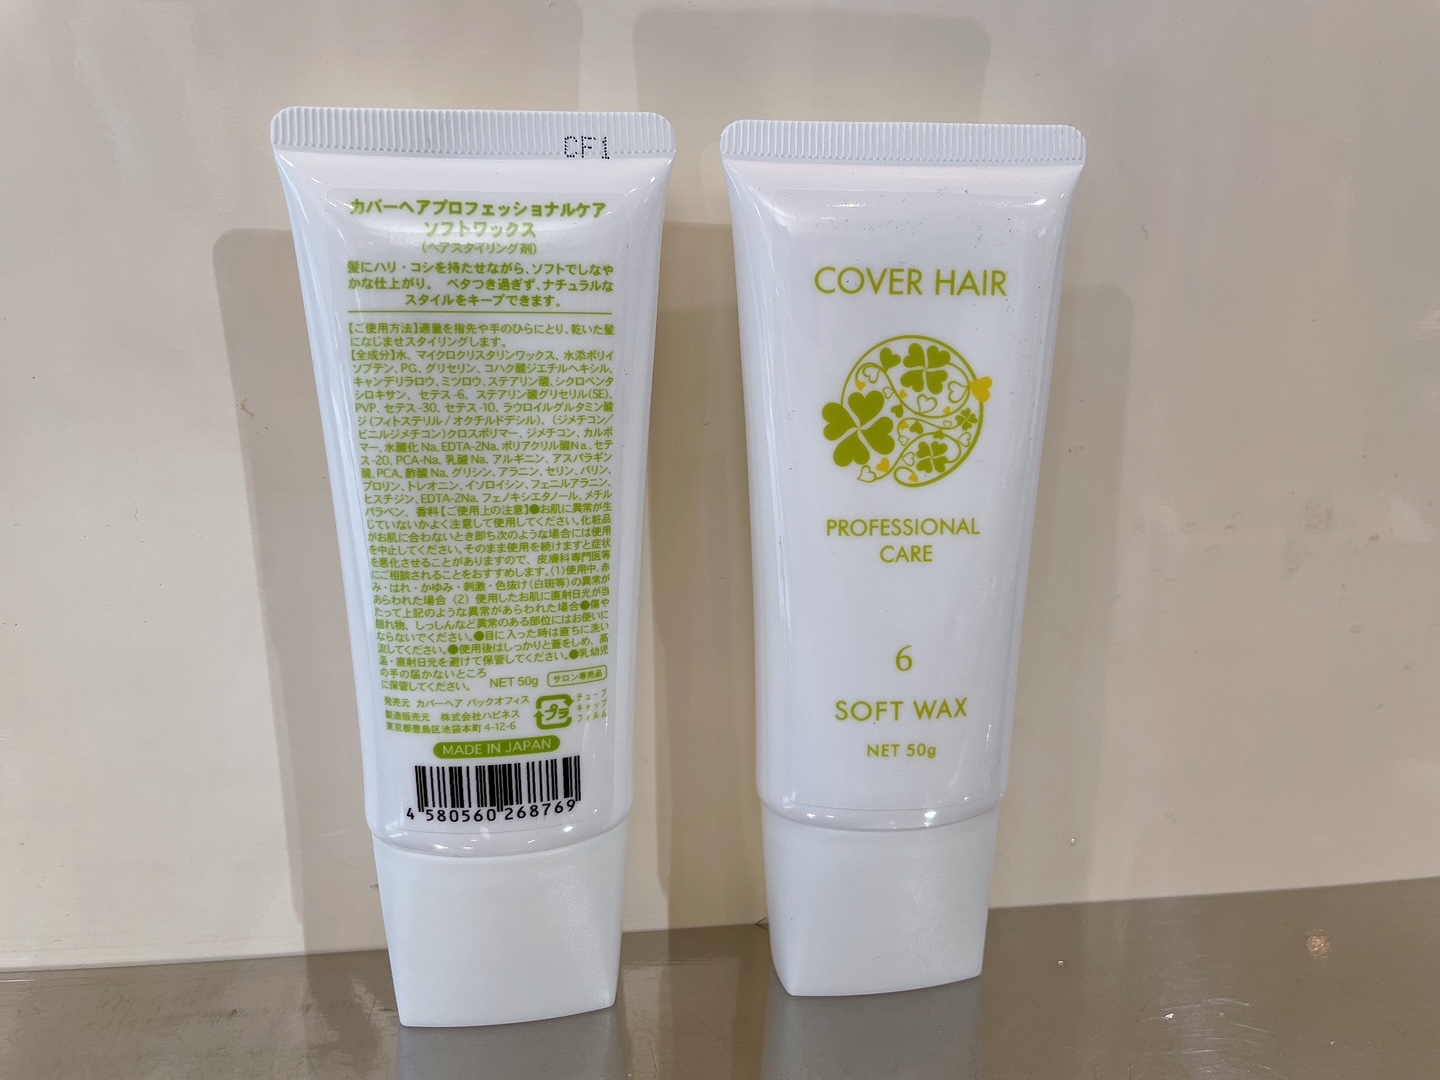 CF1
カバーヘアプロフェッショナルケア
ソフトワックス
(ヘアスタイリング剤)
髪にハリ・コシを持たせながら、ソフトでしなや
かな仕上がり。 ベタつき過ぎず、ナチュラルな
スタイルをキープできます。
【ご使用方法】適量を指先や手のひらにとり、乾いた髪
になじませスタイリングします。
【全成分】水、マイクロクリスタリンワックス、水添ポリイ
ソブテン、PG、グリセリン、コハク酸ジエチルヘキシル、
キャンデリラロウ、ミツロウ、ステアリン酸、シクロペンタ
シロキサン、セテス-6、ステアリン酸グリセリル(SE)、
PVP、セテス-30、セテス-10、ラウロイルグルタミン酸
ジ(フィトステリル/オクチルドデシル)、(ジメチコン/
ビニルジメチコン)クロスポリマー、ジメチコン、カルボ
マー、水酸化Na、EDTA-2Na、ポリアクリル酸Na、セテ
ス-20、PCA-Na、乳酸Na、アルギニン、アスパラギン
酸、PCA、酢酸Na、グリシン、アラニン、セリン、バリン、
プロリン、トレオニン、イソロイシン、フェニルアラニン、
ヒスチジン、EDTA-2Na、フェノキシエタノール、メチル
パラベン、香料【ご使用上の注意】●お肌に異常が生
じていないかよく注意して使用してください。化粧品
がお肌に合わないとき即ち次のような場合には使用
を中止してください。そのまま使用を続けますと症状
を悪化させることがありますので、皮膚科専門医等
にご相談されることをおすすめします。(1)使用中、赤
み・はれ・かゆみ・刺激・色抜け(白斑等)の異常が
あらわれた場合 (2) 使用したお肌に直射日光が当
たって上記のような異常があらわれた場合●傷や
腫れ物、しっしんなど異常のある部位にはお使いに
ならないでください。●目に入った時は直ちに洗い
流してください。●使用後はしっかりと蓋をしめ、高
温・直射日光を避けて保管してください。●乳幼児
の手の届かないところ
に保管してください。 NET 50g サロン専売品
発売元 カバーヘア バックオフィス
製造販売元 株式会社ハピネス
東京都豊島区池袋本町 4-12-6
プラ
チューブ
キャップ
フィルム
MADE IN JAPAN
4 580560 268769
COVER HAIR
PROFESSIONAL
CARE
6
SOFT WAX
NET 50g